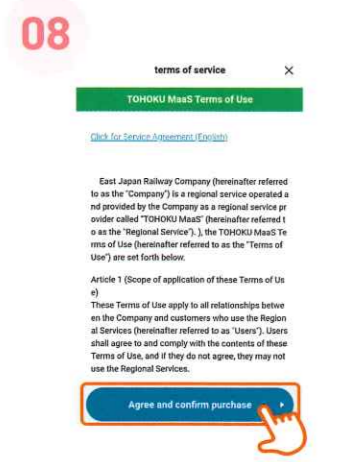 08
terms of service
TOHOKU MaaS Terms of Use
Click for Service Agreement (English)
East Japan Railway Company (hereinafter referred
to as the "Company") is a regional service operated a
nd provided by the Company as a regional service pr
ovider called "TOHOKU MaaS" (hereinafter referred t
o as the "Regional Service"). ), the TOHOKU MaaS Te
rms of Use (hereinafter referred to as the "Terms of
Use") are set forth below.
Article 1 (Scope of application of these Terms of Us
e)
These Terms of Use apply to all relationships betwe
en the Company and customers who use the Region
al Services (hereinafter referred to as "Users"). Users
shall agree to and comply with the contents of these
Terms of Use, and if they do not agree, they may not
use the Regional Services.
Agree and confirm purchase